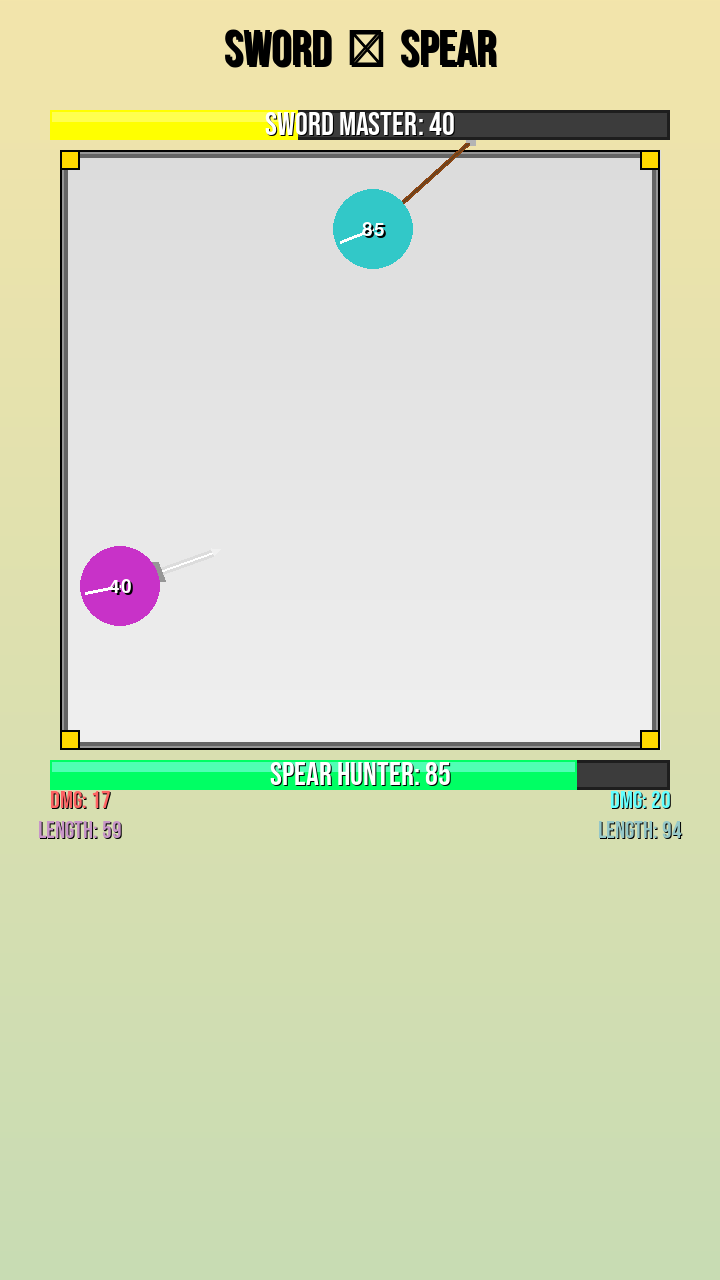 SWORD SPEAR
SWORD MASTER: 40
85
40
SPEAR HUNTER: 85
DMG: 17 DMG: 20
LENGTH: 59 LENGTH: 94